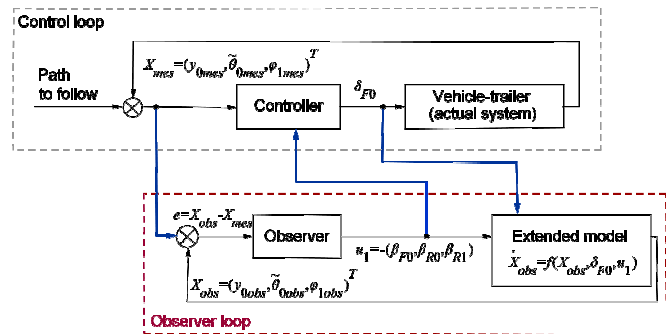 Control loop
X_mes=(y_0mes,θ̃_0mes,φ_1mes)^T
Path
to follow
Controller
δ_F0
Vehicle-trailer
(actual system)
e=X_obs-X_mes
Observer
u_1=-(β_F0,β_R0,β_R1)
Extended model
Ẋ_obs=f(X_obs,δ_F0,u_1)
X_obs=(y_0obs,θ̃_0obs,φ_1obs)^T
Observer loop